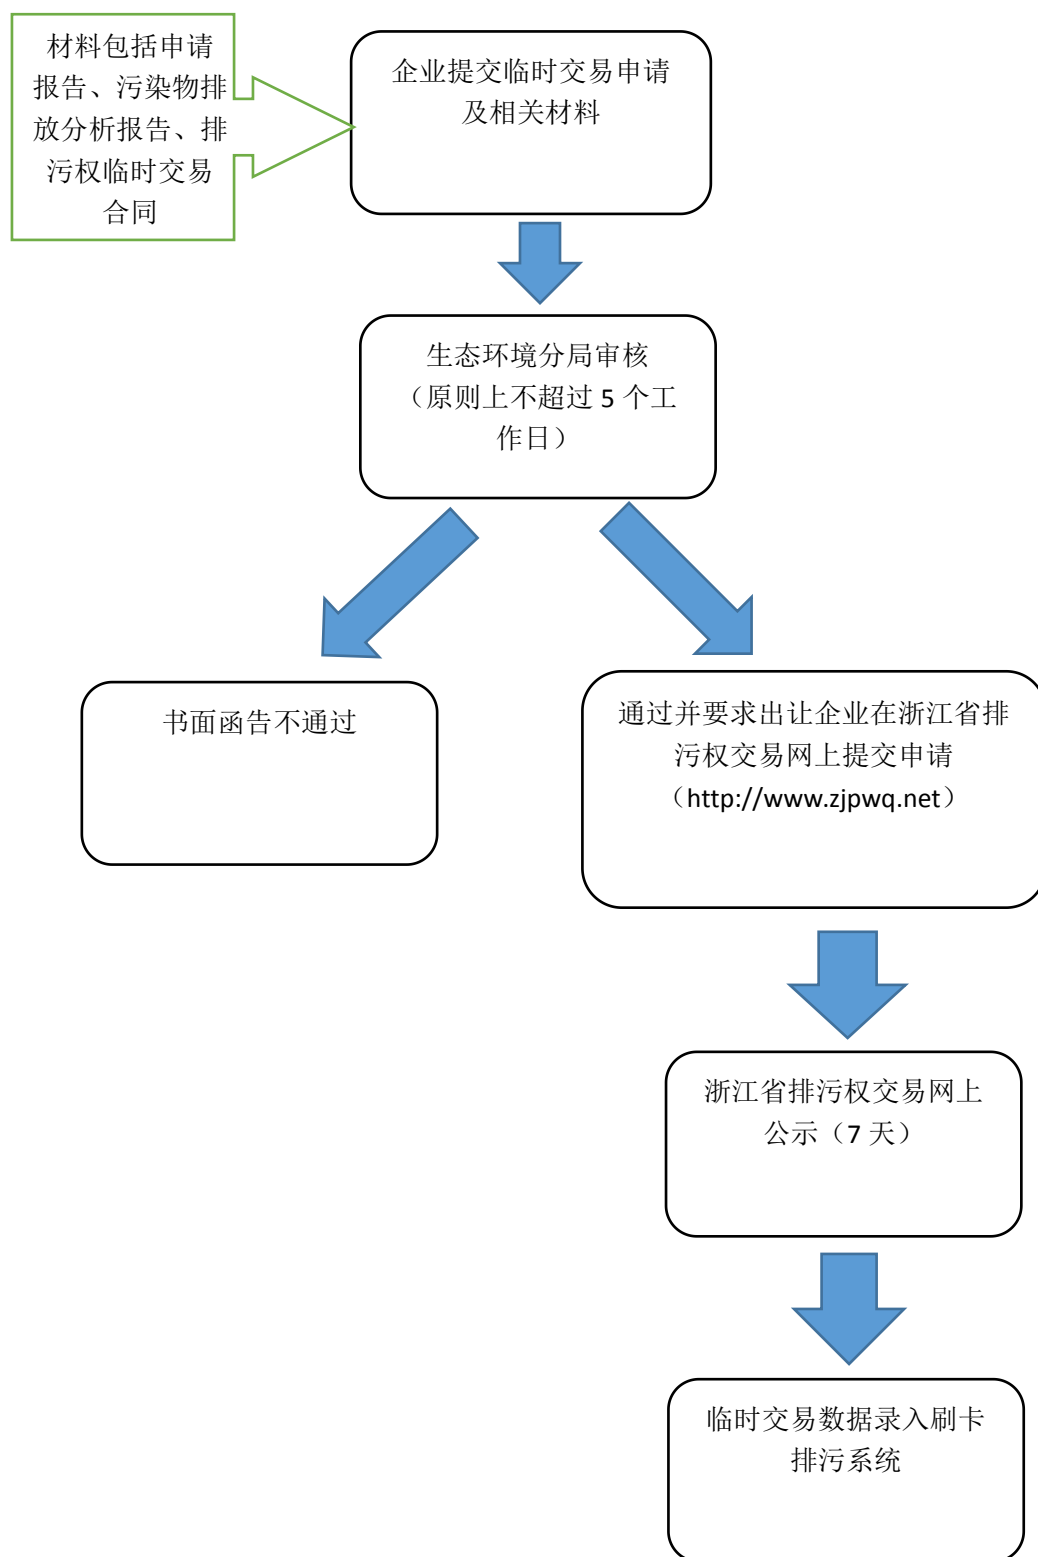 材料包括申请
报告、污染物排
放分析报告、排
污权临时交易
合同
企业提交临时交易申请
及相关材料
生态环境分局审核
（原则上不超过 5 个工
作日）
书面函告不通过
通过并要求出让企业在浙江省排
污权交易网上提交申请
（http://www.zjpwq.net）
浙江省排污权交易网上
公示（7 天）
临时交易数据录入刷卡
排污系统